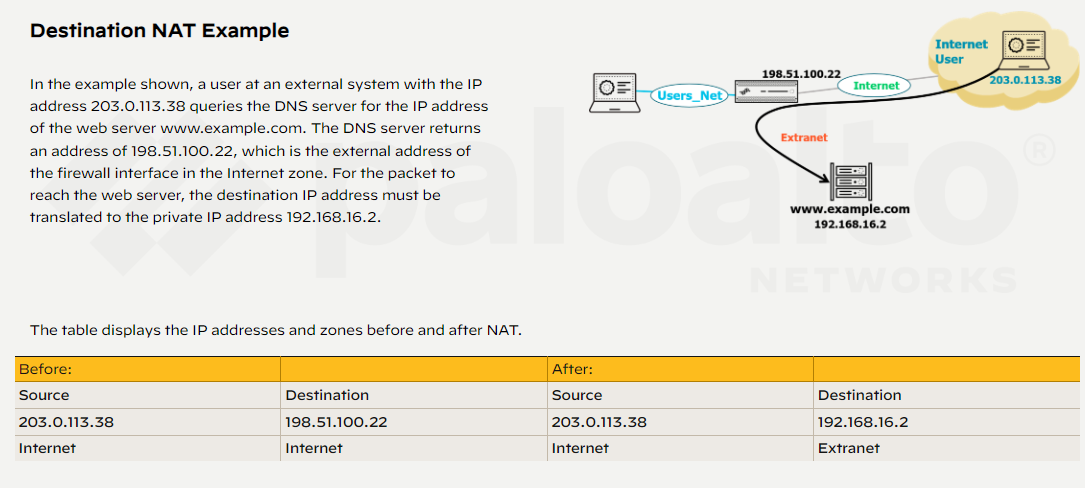 Destination NAT Example
In the example shown, a user at an external system with the IP
address 203.0.113.38 queries the DNS server for the IP address
of the web server www.example.com. The DNS server returns
an address of 198.51.100.22, which is the external address of
the firewall interface in the Internet zone. For the packet to
reach the web server, the destination IP address must be
translated to the private IP address 192.168.16.2.
Internet
User
203.0.113.38
198.51.100.22
Users_Net
Internet
Extranet
www.example.com
192.168.16.2
paloalto®
NETWORKS
The table displays the IP addresses and zones before and after NAT.
Before: After:
Source Destination Source Destination
203.0.113.38 198.51.100.22 203.0.113.38 192.168.16.2
Internet Internet Internet Extranet